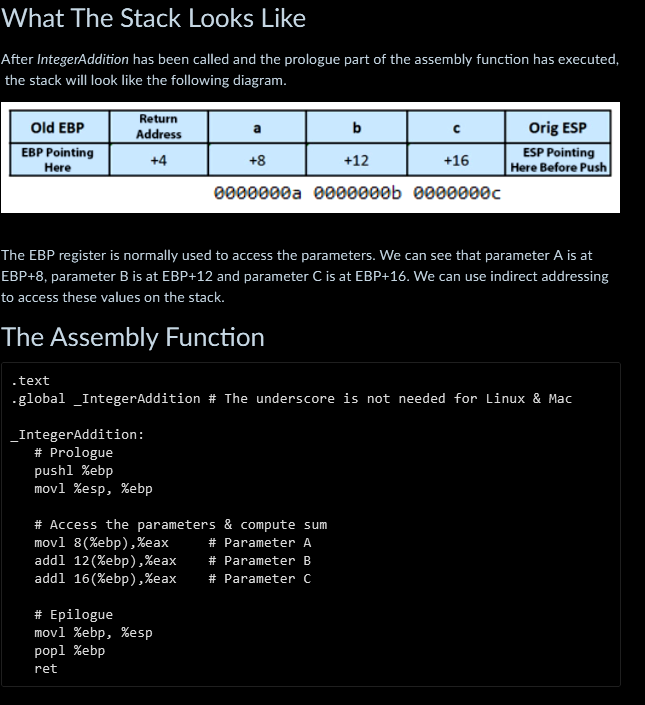 What The Stack Looks Like
After IntegerAddition has been called and the prologue part of the assembly function has executed,
the stack will look like the following diagram.
Old EBP Return Address a b c Orig ESP
EBP Pointing Here +4 +8 +12 +16 ESP Pointing Here Before Push
0000000a 0000000b 0000000c
The EBP register is normally used to access the parameters. We can see that parameter A is at
EBP+8, parameter B is at EBP+12 and parameter C is at EBP+16. We can use indirect addressing
to access these values on the stack.
The Assembly Function
.text
.global _IntegerAddition # The underscore is not needed for Linux & Mac
_IntegerAddition:
# Prologue
pushl %ebp
movl %esp, %ebp
# Access the parameters & compute sum
movl 8(%ebp),%eax # Parameter A
addl 12(%ebp),%eax # Parameter B
addl 16(%ebp),%eax # Parameter C
# Epilogue
movl %ebp, %esp
popl %ebp
ret